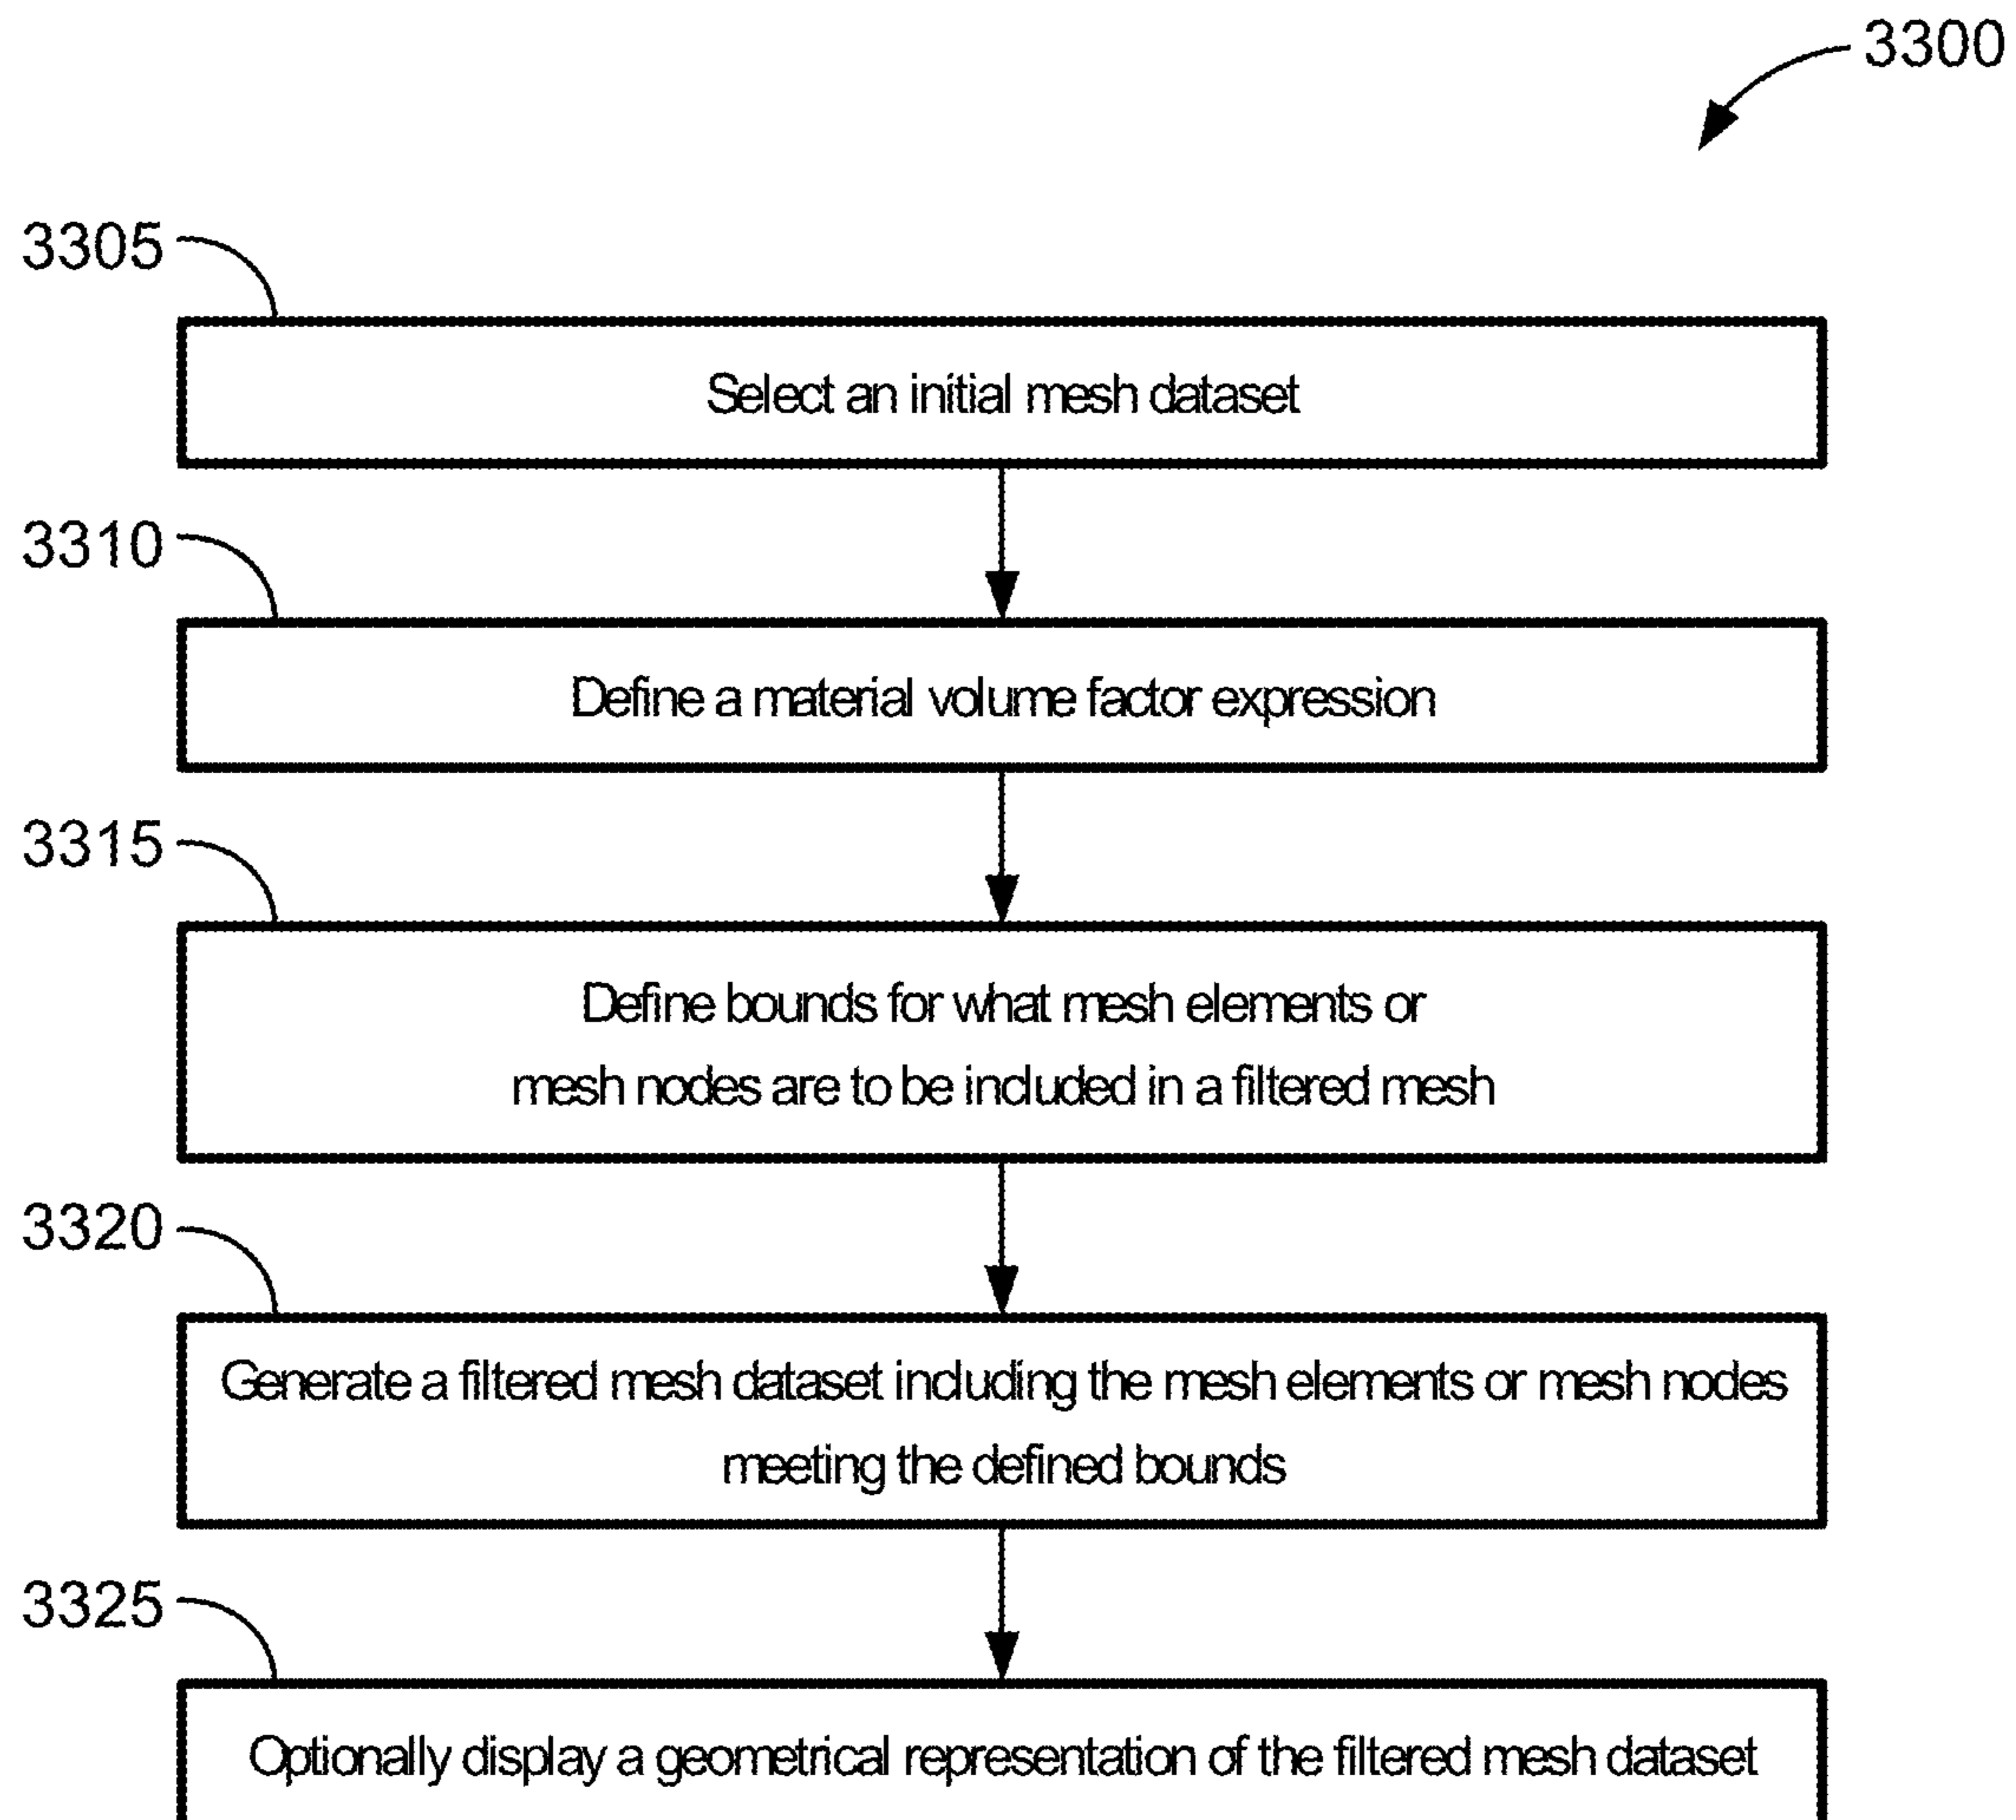 3300
3305
Select an initial mesh dataset
3310
Define a material volume factor expression
3315
Define bounds for what mesh elements or
mesh nodes are to be included in a filtered mesh
3320
Generate a filtered mesh dataset including the mesh elements or mesh nodes
meeting the defined bounds
3325
Optionally display a geometrical representation of the filtered mesh dataset